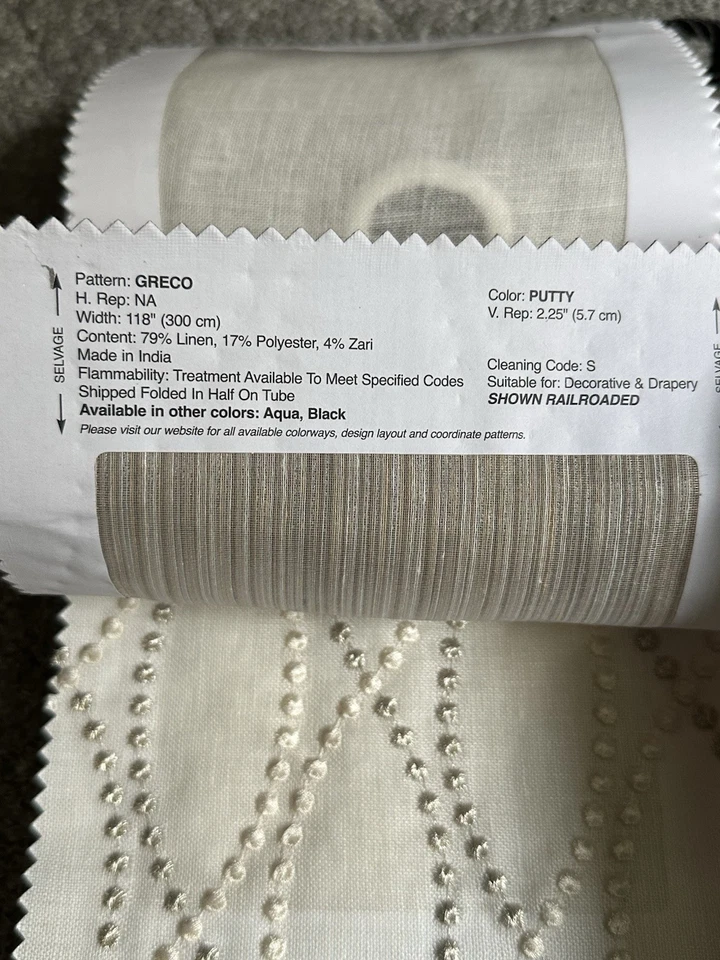 Pattern: GRECO
H. Rep: NA
Width: 118" (300 cm)
Content: 79% Linen, 17% Polyester, 4% Zari
Made in India
Flammability: Treatment Available To Meet Specified Codes
Shipped Folded In Half On Tube
Available in other colors: Aqua, Black
Please visit our website for all available colorways, design layout and coordinate patterns.
Color: PUTTY
V. Rep: 2.25" (5.7 cm)
Cleaning Code: S
Suitable for: Decorative & Drapery
SHOWN RAILROADED
SELVAGE
SELVAGE